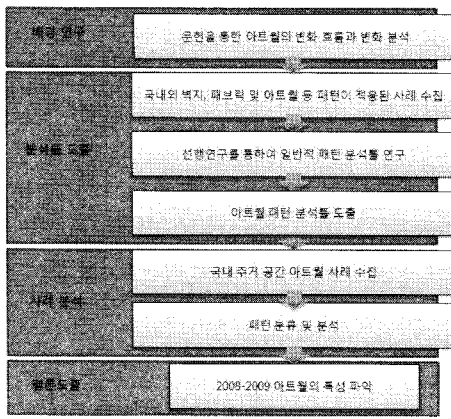 배경 연구
문헌을 통한 아트월의 변화 흐름과 변화 분석
국내외 벽지, 패브릭 및 아트월 등 패턴이 적용된 사례 수집
분석틀 도출
선행연구를 통하여 일반적 패턴 분석틀 연구
아트월 패턴 분석틀 도출
국내 주거 공간 아트월 사례 수집
사례 분석
패턴 분류 및 분석
결론도출
2008-2009 아트월의 특성 파악